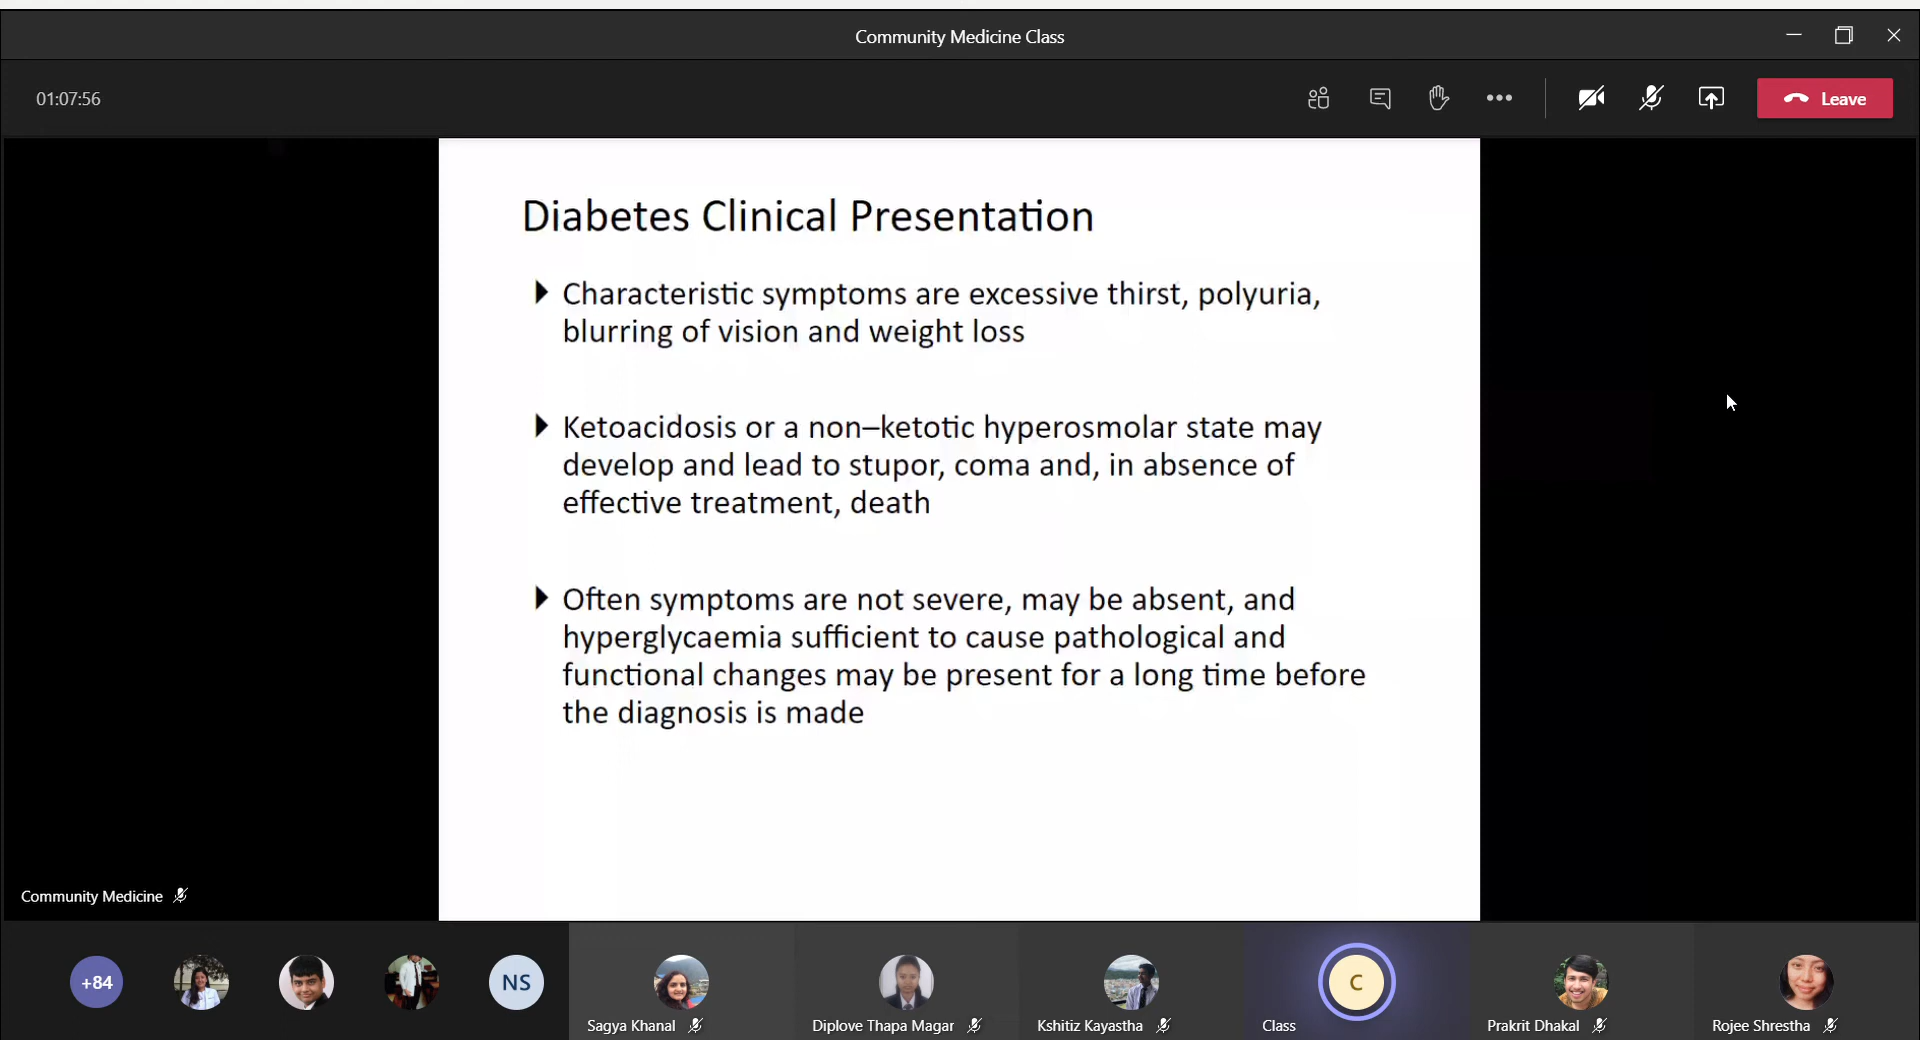 Community Medicine Class
01:07:56
Leave
Diabetes Clinical Presentation
Characteristic symptoms are excessive thirst, polyuria,
blurring of vision and weight loss
Ketoacidosis or a non–ketotic hyperosmolar state may
develop and lead to stupor, coma and, in absence of
effective treatment, death
Often symptoms are not severe, may be absent, and
hyperglycaemia sufficient to cause pathological and
functional changes may be present for a long time before
the diagnosis is made
Community Medicine
+84
NS
Sagya Khanal
Diplove Thapa Magar
Kshitiz Kayastha
C
Class
Prakrit Dhakal
Rojee Shrestha